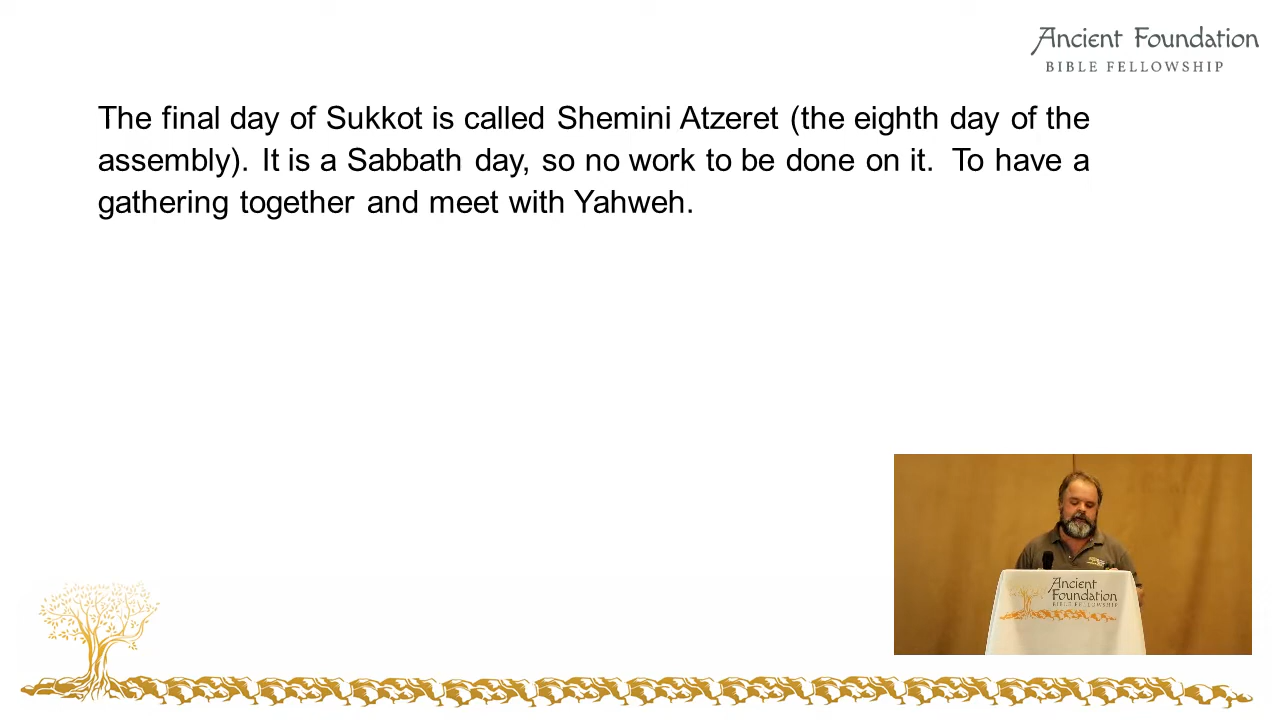 Ancient Foundation
BIBLE FELLOWSHIP
The final day of Sukkot is called Shemini Atzeret (the eighth day of the
assembly). It is a Sabbath day, so no work to be done on it. To have a
gathering together and meet with Yahweh.
Ancient
Foundation
BIBLE FELLOWSHIP